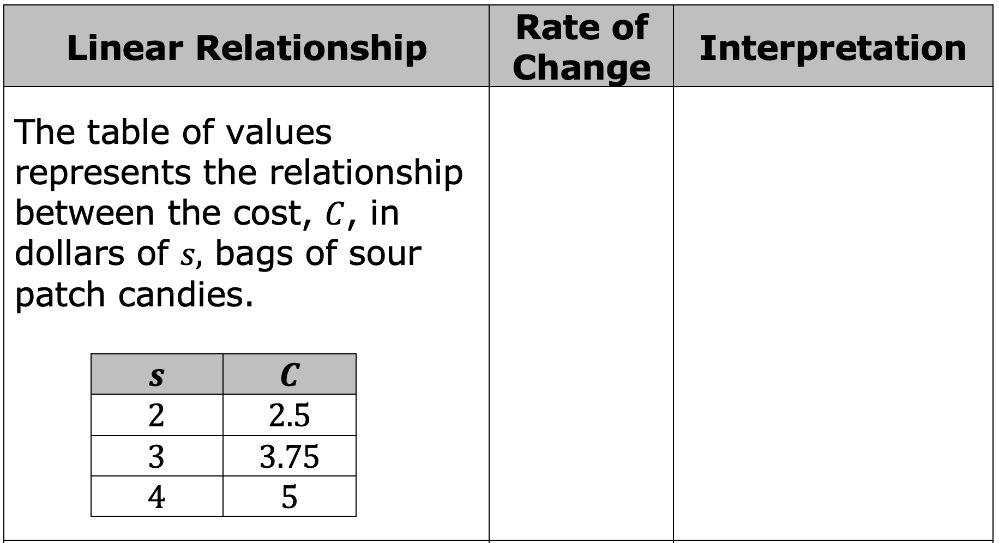 Linear Relationship
Rate of
Change
Interpretation
The table of values
represents the relationship
between the cost, C, in
dollars of s, bags of sour
patch candies.
s C
2 2.5
3 3.75
4 5